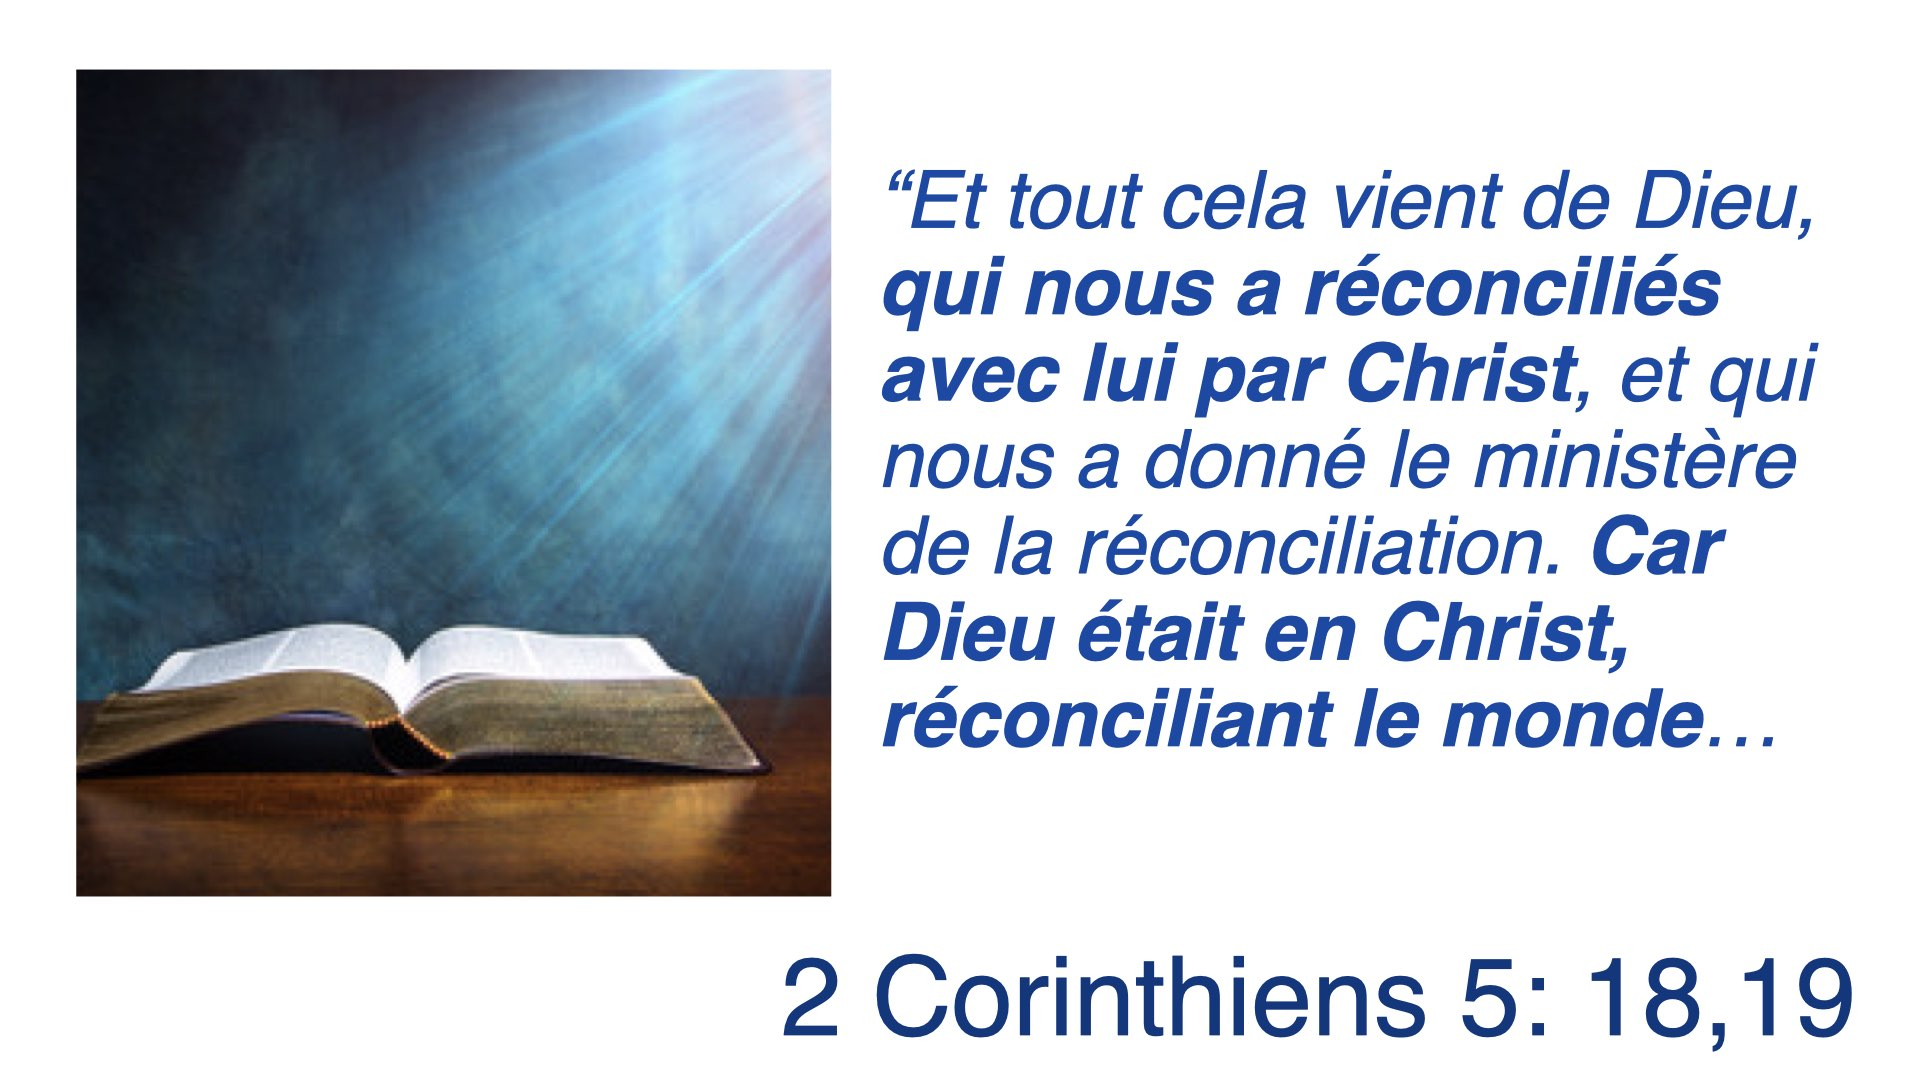 “Et tout cela vient de Dieu,
qui nous a réconciliés
avec lui par Christ, et qui
nous a donné le ministère
de la réconciliation. Car
Dieu était en Christ,
réconciliant le monde…
2 Corinthiens 5: 18,19